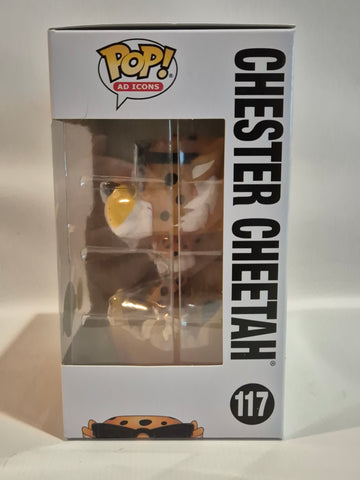 POP!
AD ICONS
CHESTER CHEETAH®
117